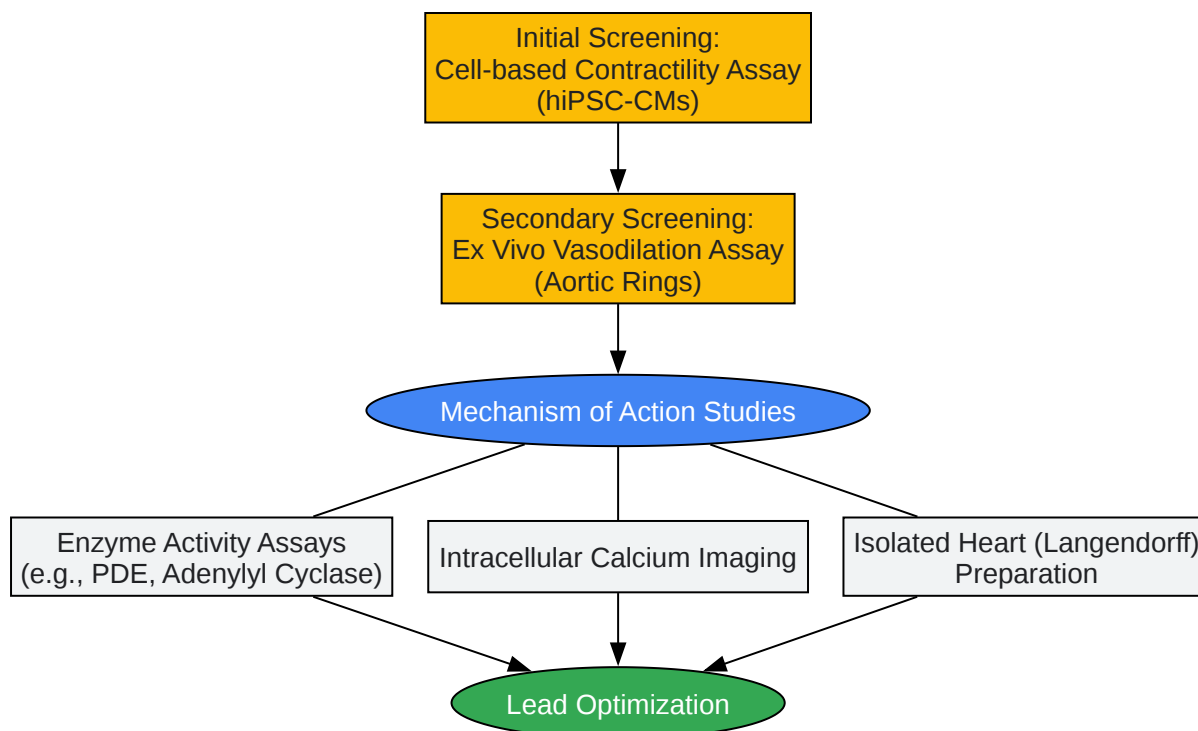 Initial Screening:
Cell-based Contractility Assay
(hiPSC-CMs)
Secondary Screening:
Ex Vivo Vasodilation Assay
(Aortic Rings)
Mechanism of Action Studies
Enzyme Activity Assays
(e.g., PDE, Adenylyl Cyclase)
Intracellular Calcium Imaging
Isolated Heart (Langendorff)
Preparation
Lead Optimization